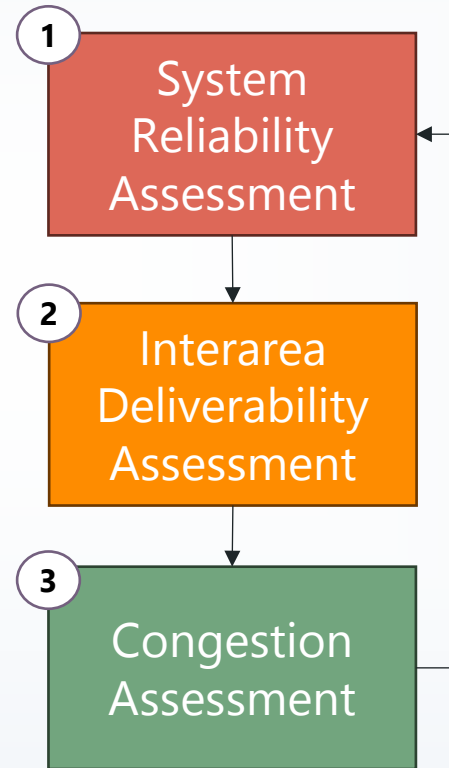 1
System
Reliability
Assessment
2
Interarea
Deliverability
Assessment
3
Congestion
Assessment